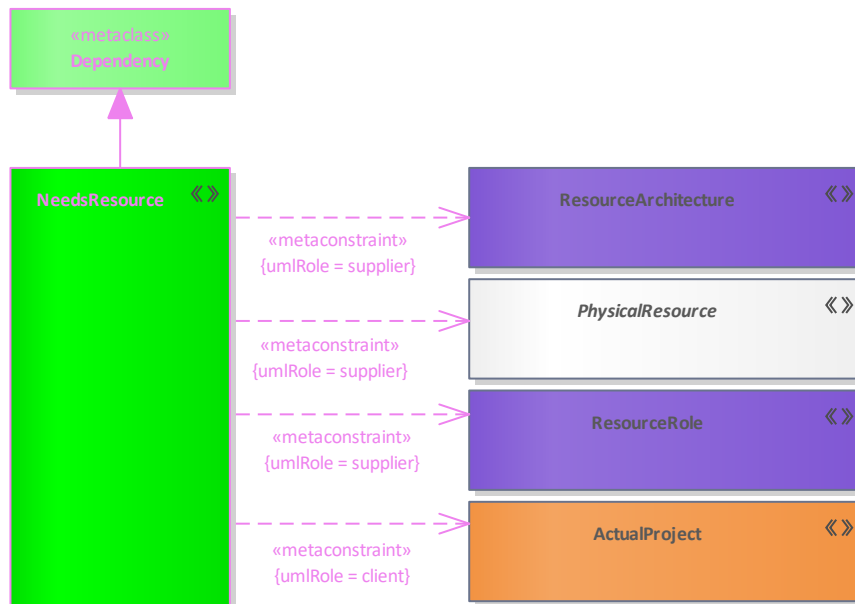 «metaclass»
Dependency
NeedsResource
«metaconstraint»
{umlRole = supplier}
ResourceArchitecture
«metaconstraint»
{umlRole = supplier}
PhysicalResource
«metaconstraint»
{umlRole = supplier}
ResourceRole
«metaconstraint»
{umlRole = client}
ActualProject